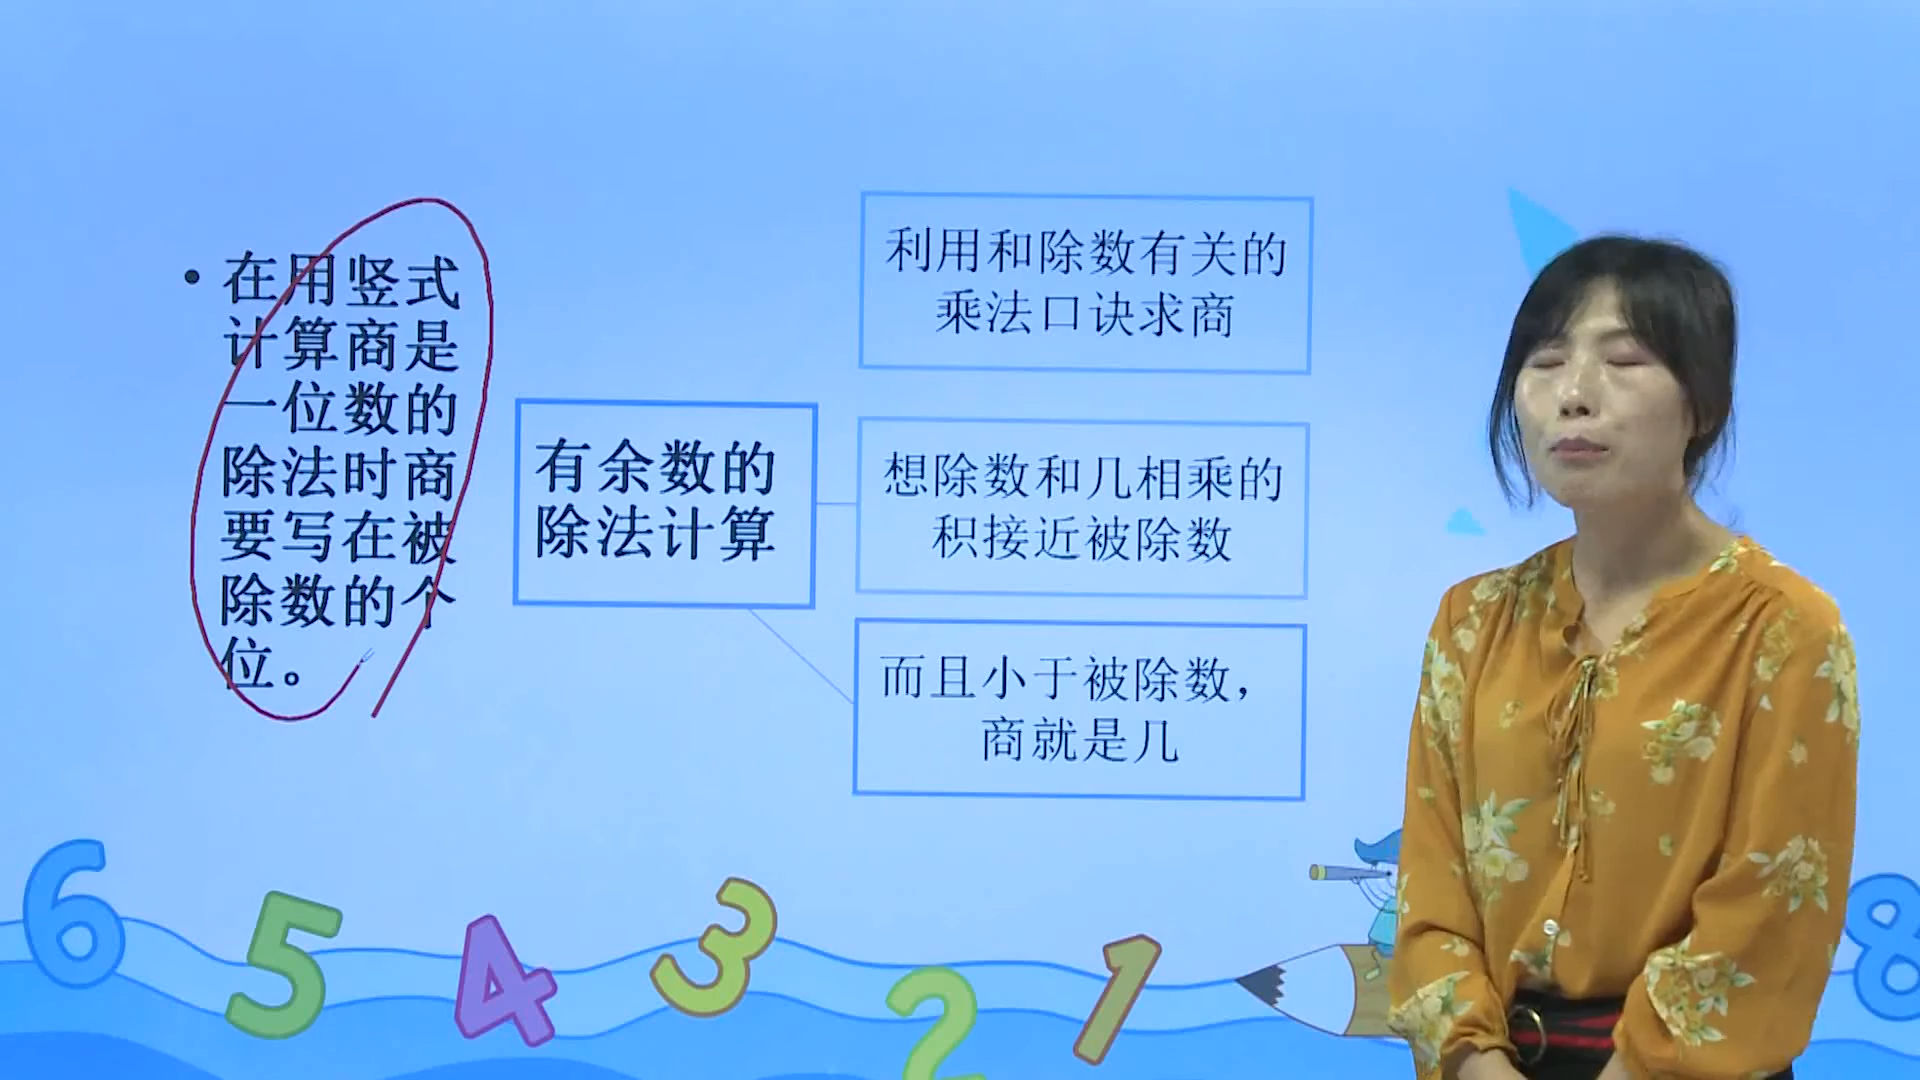 • 在用竖式
计算商是
一位数的
除法时商
要写在被
除数的个
位。
有余数的
除法计算
利用和除数有关的
乘法口诀求商
想除数和几相乘的
积接近被除数
而且小于被除数，
商就是几
6 5 4 3 2 1 8